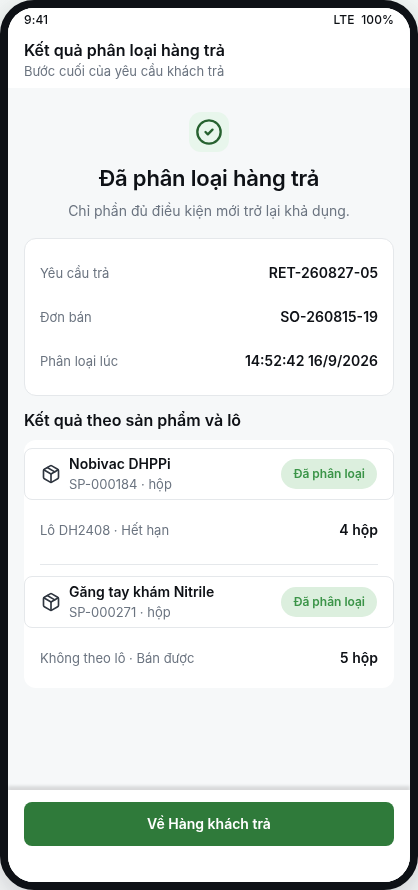 9:41 LTE 100%
Kết quả phân loại hàng trả
Bước cuối của yêu cầu khách trả
Đã phân loại hàng trả
Chỉ phần đủ điều kiện mới trở lại khả dụng.
Yêu cầu trả RET-260827-05
Đơn bán SO-260815-19
Phân loại lúc 14:52:42 16/9/2026
Kết quả theo sản phẩm và lô
Nobivac DHPPi
SP-000184 · hộp
Đã phân loại
Lô DH2408 · Hết hạn 4 hộp
Găng tay khám Nitrile
SP-000271 · hộp
Đã phân loại
Không theo lô · Bán được 5 hộp
Về Hàng khách trả